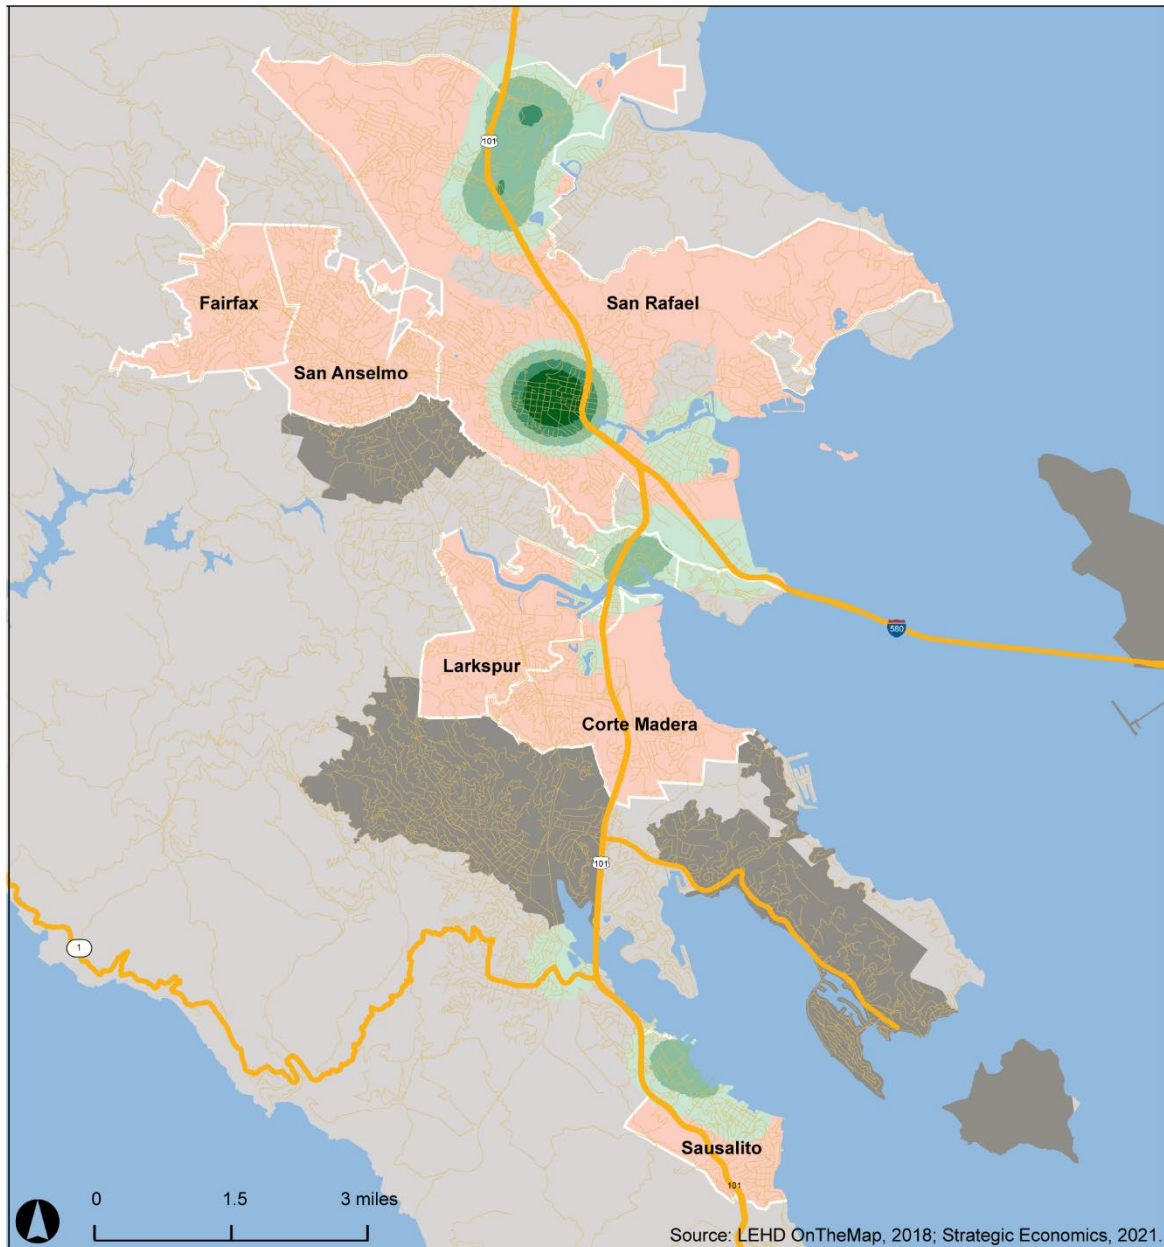 101
Fairfax
San Rafael
San Anselmo
580
Larkspur
Corte Madera
101
1
Sausalito
101
0 1.5 3 miles
Source: LEHD OnTheMap, 2018; Strategic Economics, 2021.